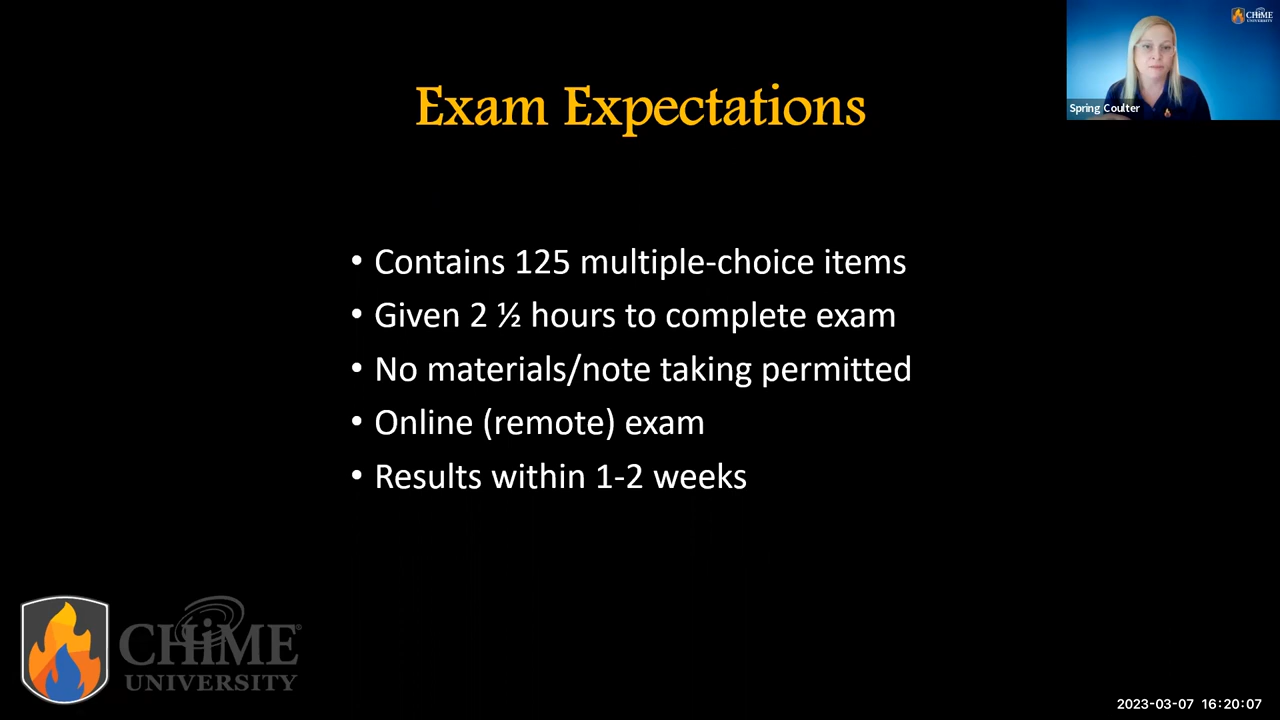 CHiME
UNIVERSITY
Spring Coulter
Exam Expectations
• Contains 125 multiple-choice items
• Given 2 ½ hours to complete exam
• No materials/note taking permitted
• Online (remote) exam
• Results within 1-2 weeks
CHiME®
UNIVERSITY
2023-03-07 16:20:07